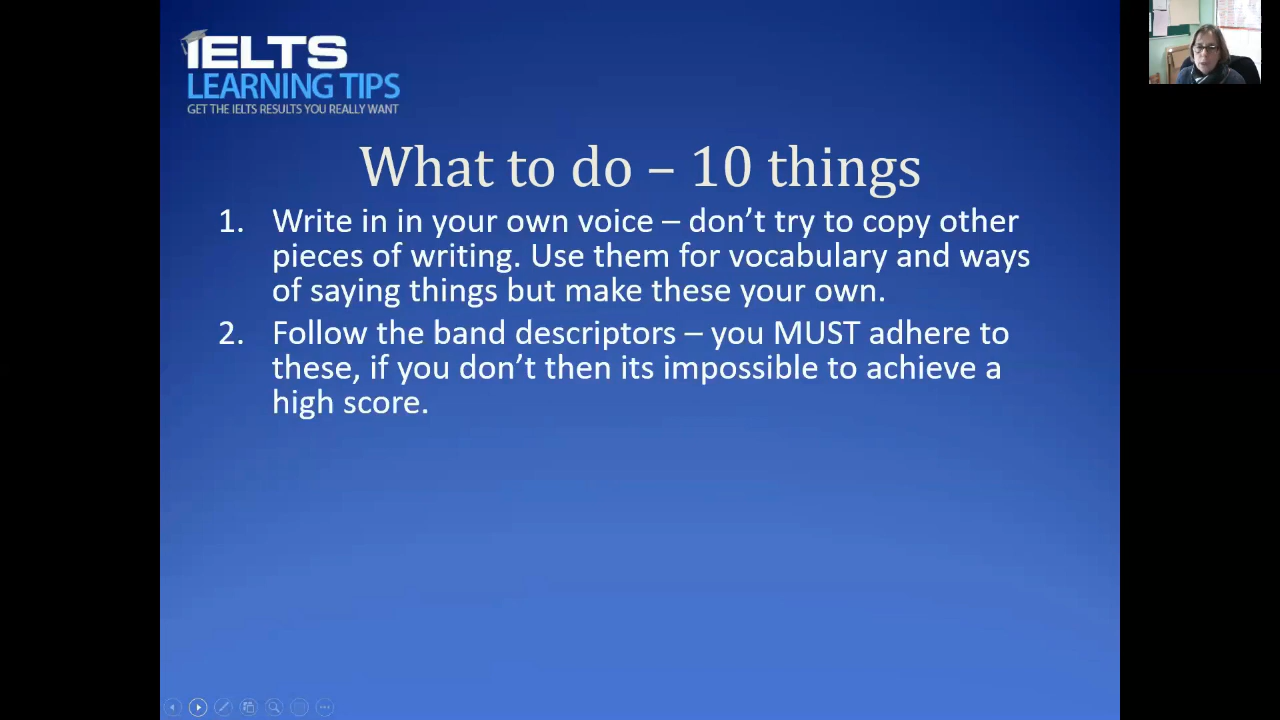 IELTS
LEARNING TIPS
GET THE IELTS RESULTS YOU REALLY WANT
What to do – 10 things
1. Write in in your own voice – don’t try to copy other
pieces of writing. Use them for vocabulary and ways
of saying things but make these your own.
2. Follow the band descriptors – you MUST adhere to
these, if you don’t then its impossible to achieve a
high score.